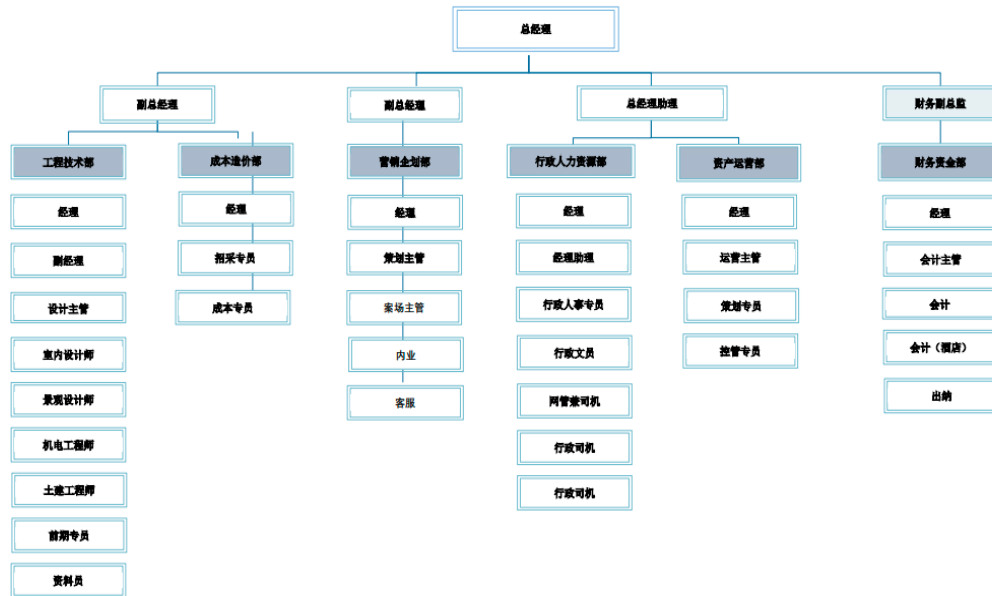 总经理
副总经理
副总经理
总经理助理
财务副总监
工程技术部
成本造价部
营销企划部
行政人力资源部
资产运营部
财务资金部
经理
副经理
设计主管
室内设计师
景观设计师
机电工程师
土建工程师
前期专员
资料员
经理
招采专员
成本专员
经理
策划主管
案场主管
内业
客服
经理
经理助理
行政人事专员
行政文员
网管兼司机
行政司机
行政司机
经理
运营主管
策划专员
控管专员
经理
会计主管
会计
会计（酒店）
出纳